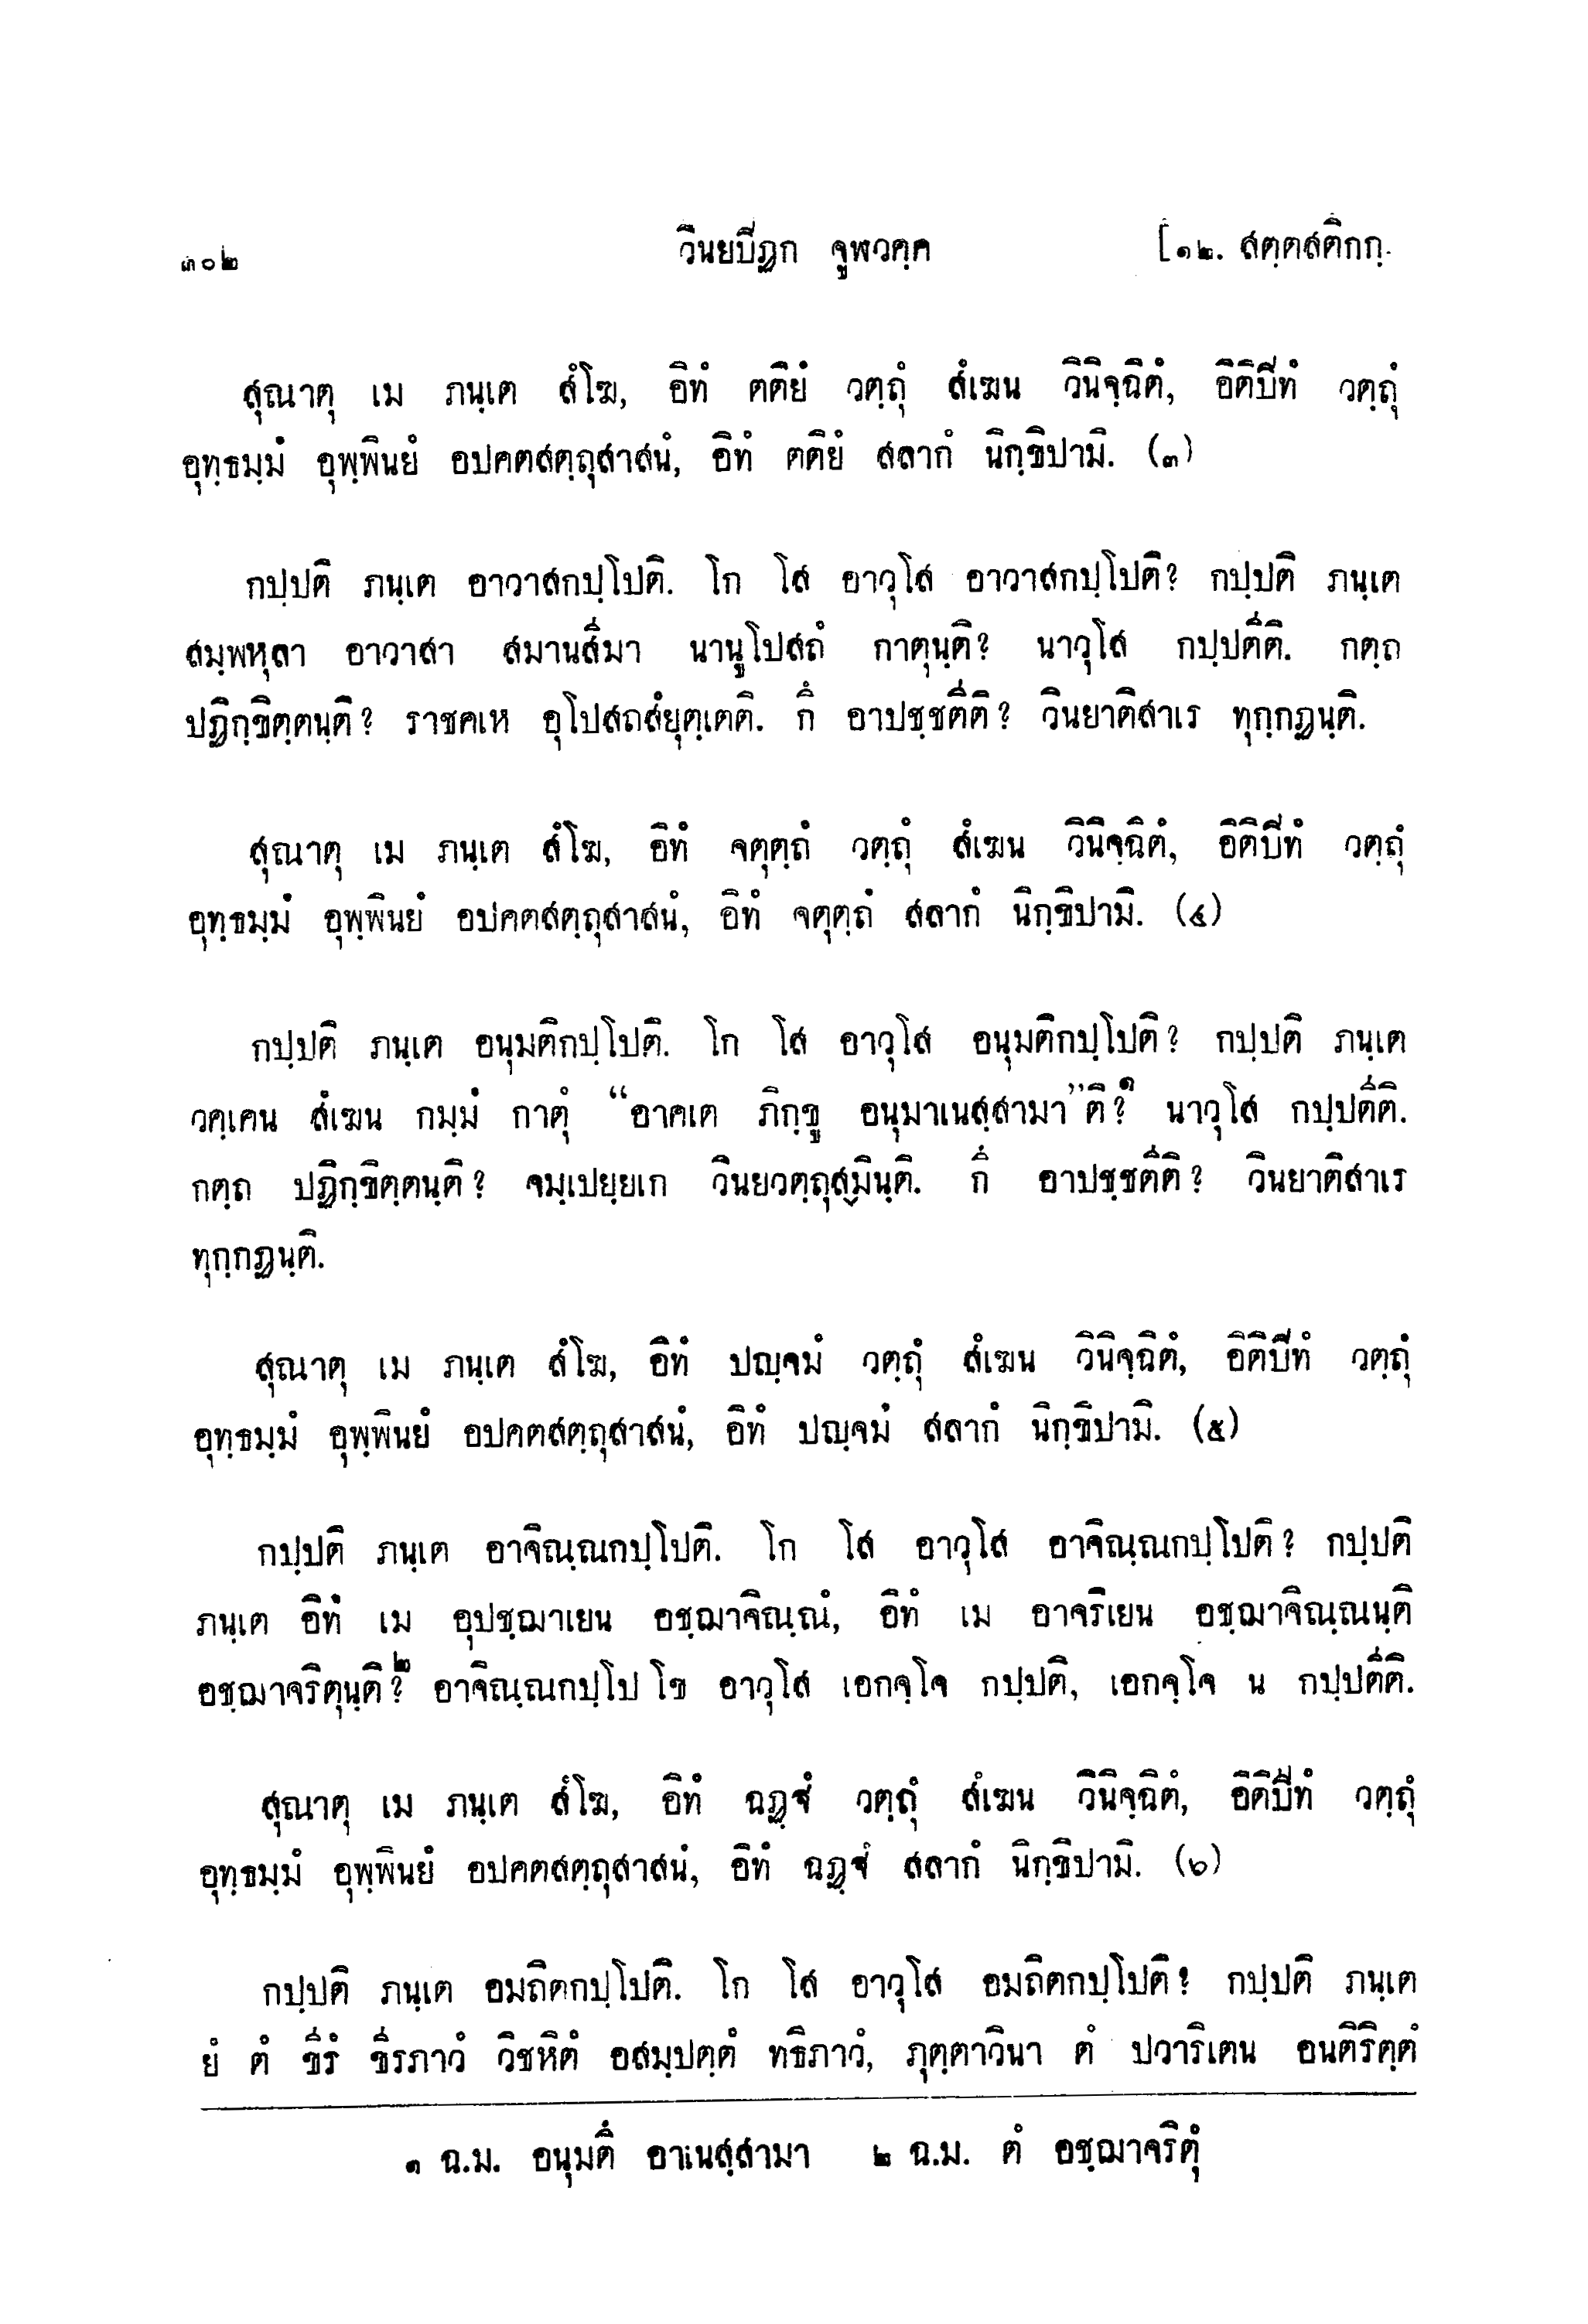 ๓๐๒ วินยปิฏก จูฬวคฺค [๑๒. สตฺตสติกกฺ.
สุณาตุ เม ภนฺเต สํโฆ, อิทํ ตติยํ วตฺถุํ สํเฆน วินิจฺฉิตํ, อิติปีทํ วตฺถุํ
อุทฺธมฺมํ อุพฺพินยํ อปคตสตฺถุสาสนํ, อิทํ ตติยํ สลากํ นิกฺขิปามิ. (๓)
กปฺปติ ภนฺเต อาวาสกปฺโปติ. โก โส อาวุโส อาวาสกปฺโปติ? กปฺปติ ภนฺเต
สมฺพหุลา อาวาสา สมานสีมา นานูโปสถํ กาตุนฺติ? นาวุโส กปฺปตีติ. กตฺถ
ปฏิกฺขิตฺตนฺติ? ราชคเห อุโปสถสํยุตฺเตติ. กึ อาปชฺชตีติ? วินยาติสาเร ทุกฺกฏนฺติ.
สุณาตุ เม ภนฺเต สํโฆ, อิทํ จตุตฺถํ วตฺถุํ สํเฆน วินิจฺฉิตํ, อิติปีทํ วตฺถุํ
อุทฺธมฺมํ อุพฺพินยํ อปคตสตฺถุสาสนํ, อิทํ จตุตฺถํ สลากํ นิกฺขิปามิ. (๔)
กปฺปติ ภนฺเต อนุมติกปฺโปติ. โก โส อาวุโส อนุมติกปฺโปติ? กปฺปติ ภนฺเต
วคฺเคน สํเฆน กมฺมํ กาตุํ “อาคเต ภิกฺขู อนุมาเนสฺสามา”ติ?๑ นาวุโส กปฺปตีติ.
กตฺถ ปฏิกฺขิตฺตนฺติ? จมฺเปยฺยเก วินยวตฺถุสฺมินฺติ. กึ อาปชฺชตีติ? วินยาติสาเร
ทุกฺกฏนฺติ.
สุณาตุ เม ภนฺเต สํโฆ, อิทํ ปญฺจมํ วตฺถุํ สํเฆน วินิจฺฉิตํ, อิติปีทํ วตฺถุํ
อุทฺธมฺมํ อุพฺพินยํ อปคตสตฺถุสาสนํ, อิทํ ปญฺจมํ สลากํ นิกฺขิปามิ. (๕)
กปฺปติ ภนฺเต อาจิณฺณกปฺโปติ. โก โส อาวุโส อาจิณฺณกปฺโปติ? กปฺปติ
ภนฺเต อิทํ เม อุปชฺฌาเยน อชฺฌาจิณฺณํ, อิทํ เม อาจริเยน อชฺฌาจิณฺณนฺติ
อชฺฌาจริตุนฺติ?๒ อาจิณฺณกปฺโป โข อาวุโส เอกจฺโจ กปฺปติ, เอกจฺโจ น กปฺปตีติ.
สุณาตุ เม ภนฺเต สํโฆ, อิทํ ฉฏฺฐํ วตฺถุํ สํเฆน วินิจฺฉิตํ, อิติปีทํ วตฺถุํ
อุทฺธมฺมํ อุพฺพินยํ อปคตสตฺถุสาสนํ, อิทํ ฉฏฺฐํ สลากํ นิกฺขิปามิ. (๖)
กปฺปติ ภนฺเต อมถิตกปฺโปติ. โก โส อาวุโส อมถิตกปฺโปติ? กปฺปติ ภนฺเต
ยํ ตํ ขีรํ ขีรภาวํ วิชหิตํ อสมฺปตฺตํ ทธิภาวํ, ภุตฺตาวินา ตํ ปวาริเตน อนติริตฺตํ
๑ ฉ.ม. อนุมตึ อาเนสฺสามา ๒ ฉ.ม. ตํ อชฺฌาจริตุํ